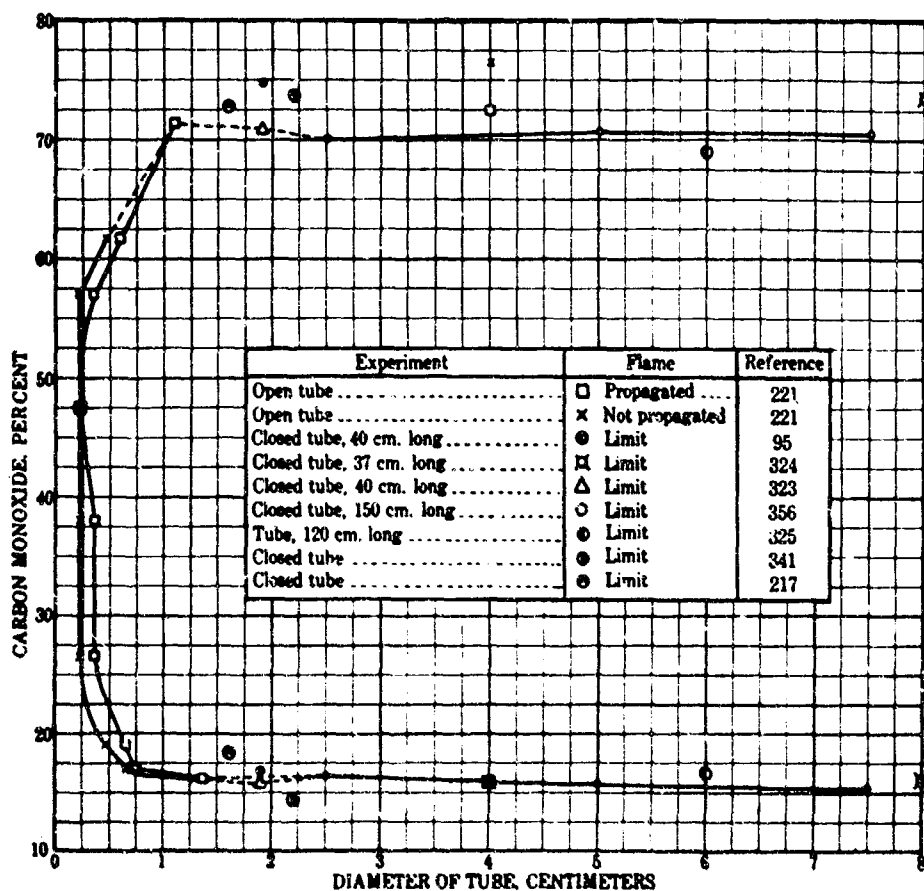 80
70
60
50
40
30
20
10
CARBON MONOXIDE, PERCENT
Experiment Flame Reference
Open tube Propagated 221
Open tube Not propagated 221
Closed tube, 40 cm. long Limit 95
Closed tube, 37 cm. long Limit 324
Closed tube, 40 cm. long Limit 323
Closed tube, 150 cm. long Limit 356
Tube, 120 cm. long Limit 325
Closed tube Limit 341
Closed tube Limit 217
0 1 2 3 4 5 6 7 8
DIAMETER OF TUBE, CENTIMETERS